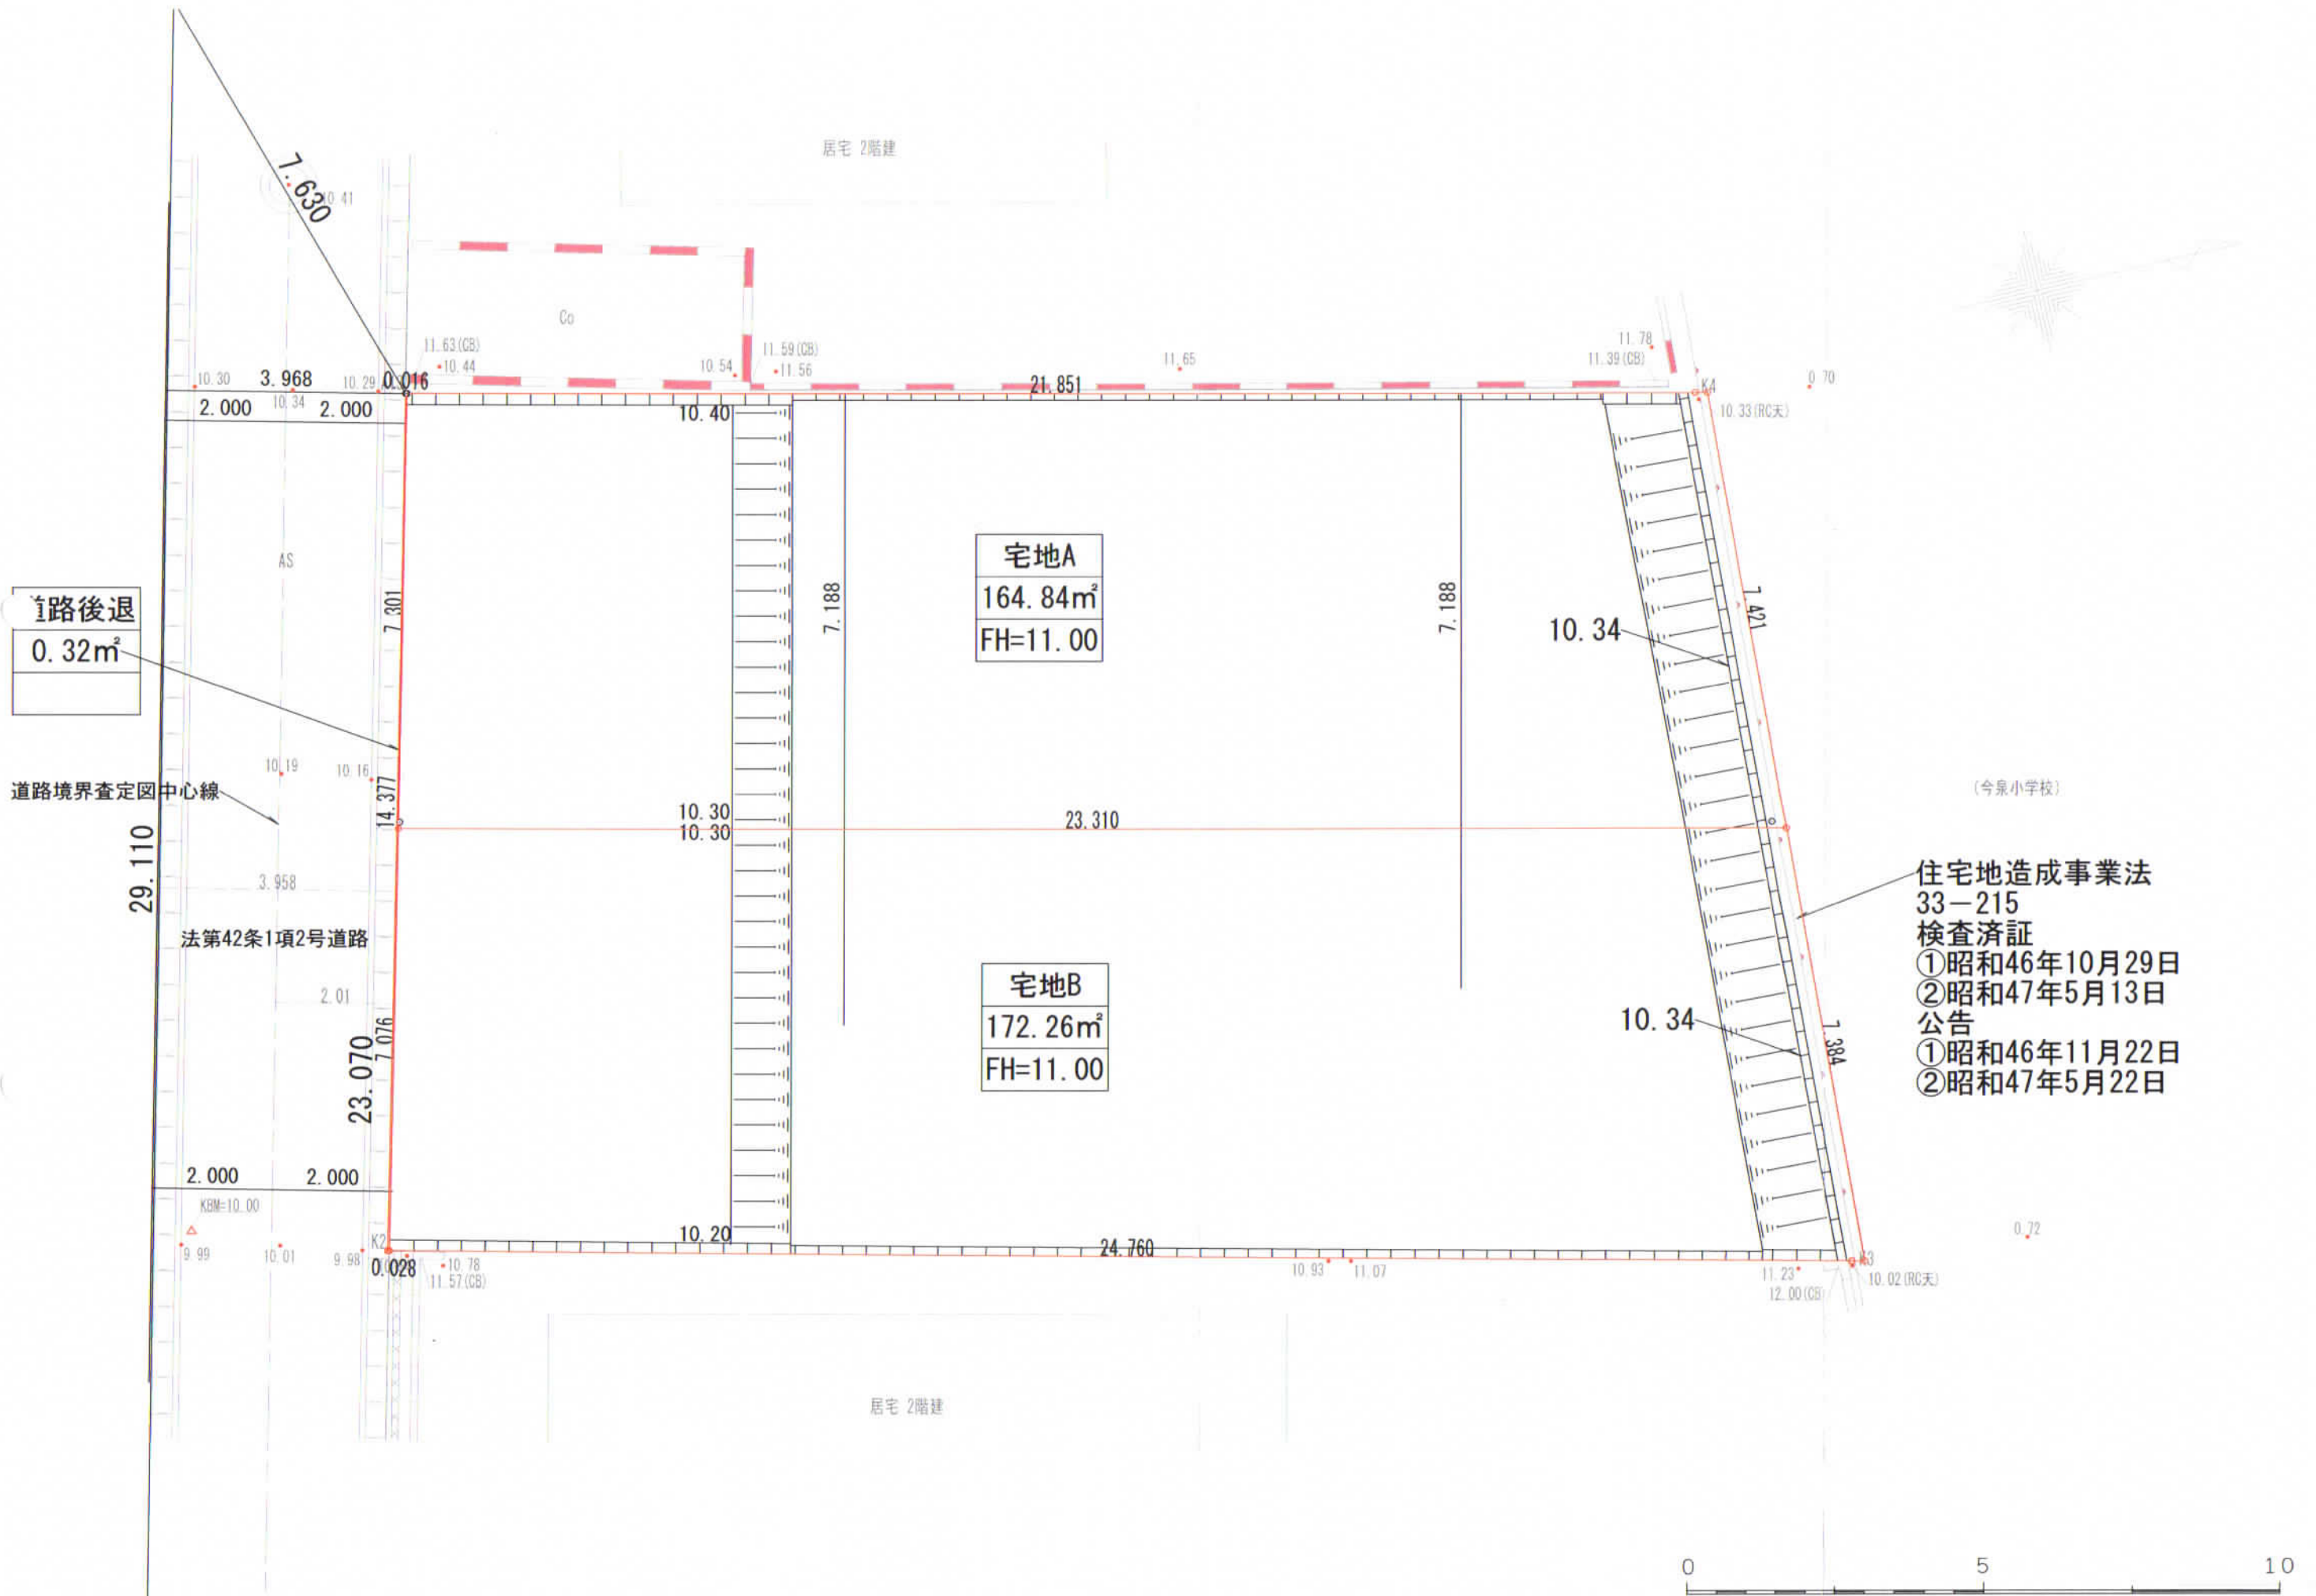 7.630
居宅 2階建
10.41
Co
11.63(CB)
10.44
10.54
11.59(CB)
11.56
11.65
11.78
11.39(CB)
10.30
3.968
10.29
0.016
21.851
K4
0.70
2.000
10.34
2.000
10.40
10.33(RC天)
AS
宅地A
164.84㎡
FH=11.00
7.301
7.188
7.188
7.421
10.34
道路後退
0.32㎡
10.19
10.16
道路境界査定図中心線
14.377
10.30
10.30
23.310
(今泉小学校)
29.110
3.958
法第42条1項2号道路
2.01
住宅地造成事業法
33-215
検査済証
①昭和46年10月29日
②昭和47年5月13日
公告
①昭和46年11月22日
②昭和47年5月22日
宅地B
172.26㎡
FH=11.00
10.34
7.384
7.076
23.070
2.000
2.000
KBM=10.00
10.20
24.760
K2
9.99
10.01
9.98
0.028
10.78
11.57(CB)
10.93
11.07
11.23
12.00(CB)
K3
10.02(RC天)
0.72
居宅 2階建
0
5
10